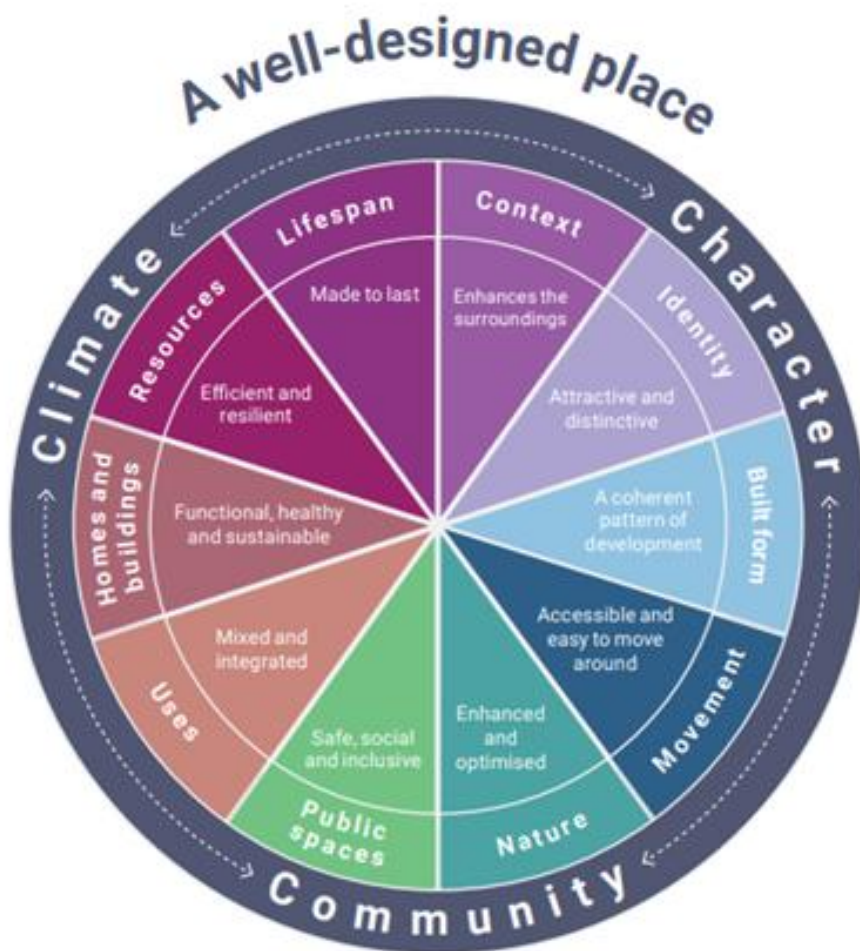 A well-designed place
Climate
Character
Community
Context
Enhances the
surroundings
Identity
Attractive and
distinctive
Built form
A coherent
pattern of
development
Movement
Accessible and
easy to move
around
Nature
Enhanced
and
optimised
Public
spaces
Safe, social
and inclusive
Uses
Mixed and
integrated
Homes and
buildings
Functional, healthy
and sustainable
Resources
Efficient and
resilient
Lifespan
Made to last